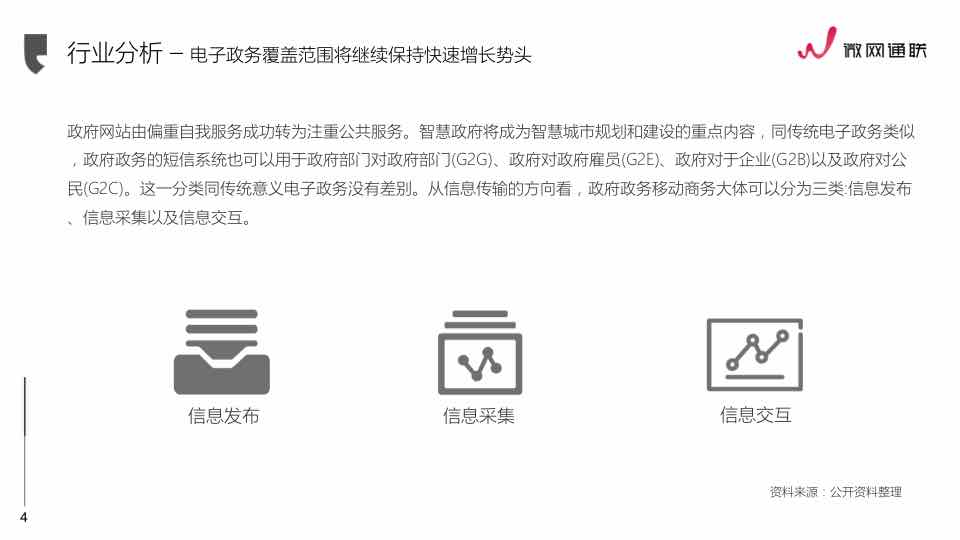 行业分析 – 电子政务覆盖范围将继续保持快速增长势头
微网通联
政府网站由偏重自我服务成功转为注重公共服务。智慧政府将成为智慧城市规划和建设的重点内容，同传统电子政务类似
，政府政务的短信系统也可以用于政府部门对政府部门(G2G)、政府对政府雇员(G2E)、政府对于企业(G2B)以及政府对公
民(G2C)。这一分类同传统意义电子政务没有差别。从信息传输的方向看，政府政务移动商务大体可以分为三类:信息发布
、信息采集以及信息交互。
信息发布
信息采集
信息交互
资料来源：公开资料整理
4